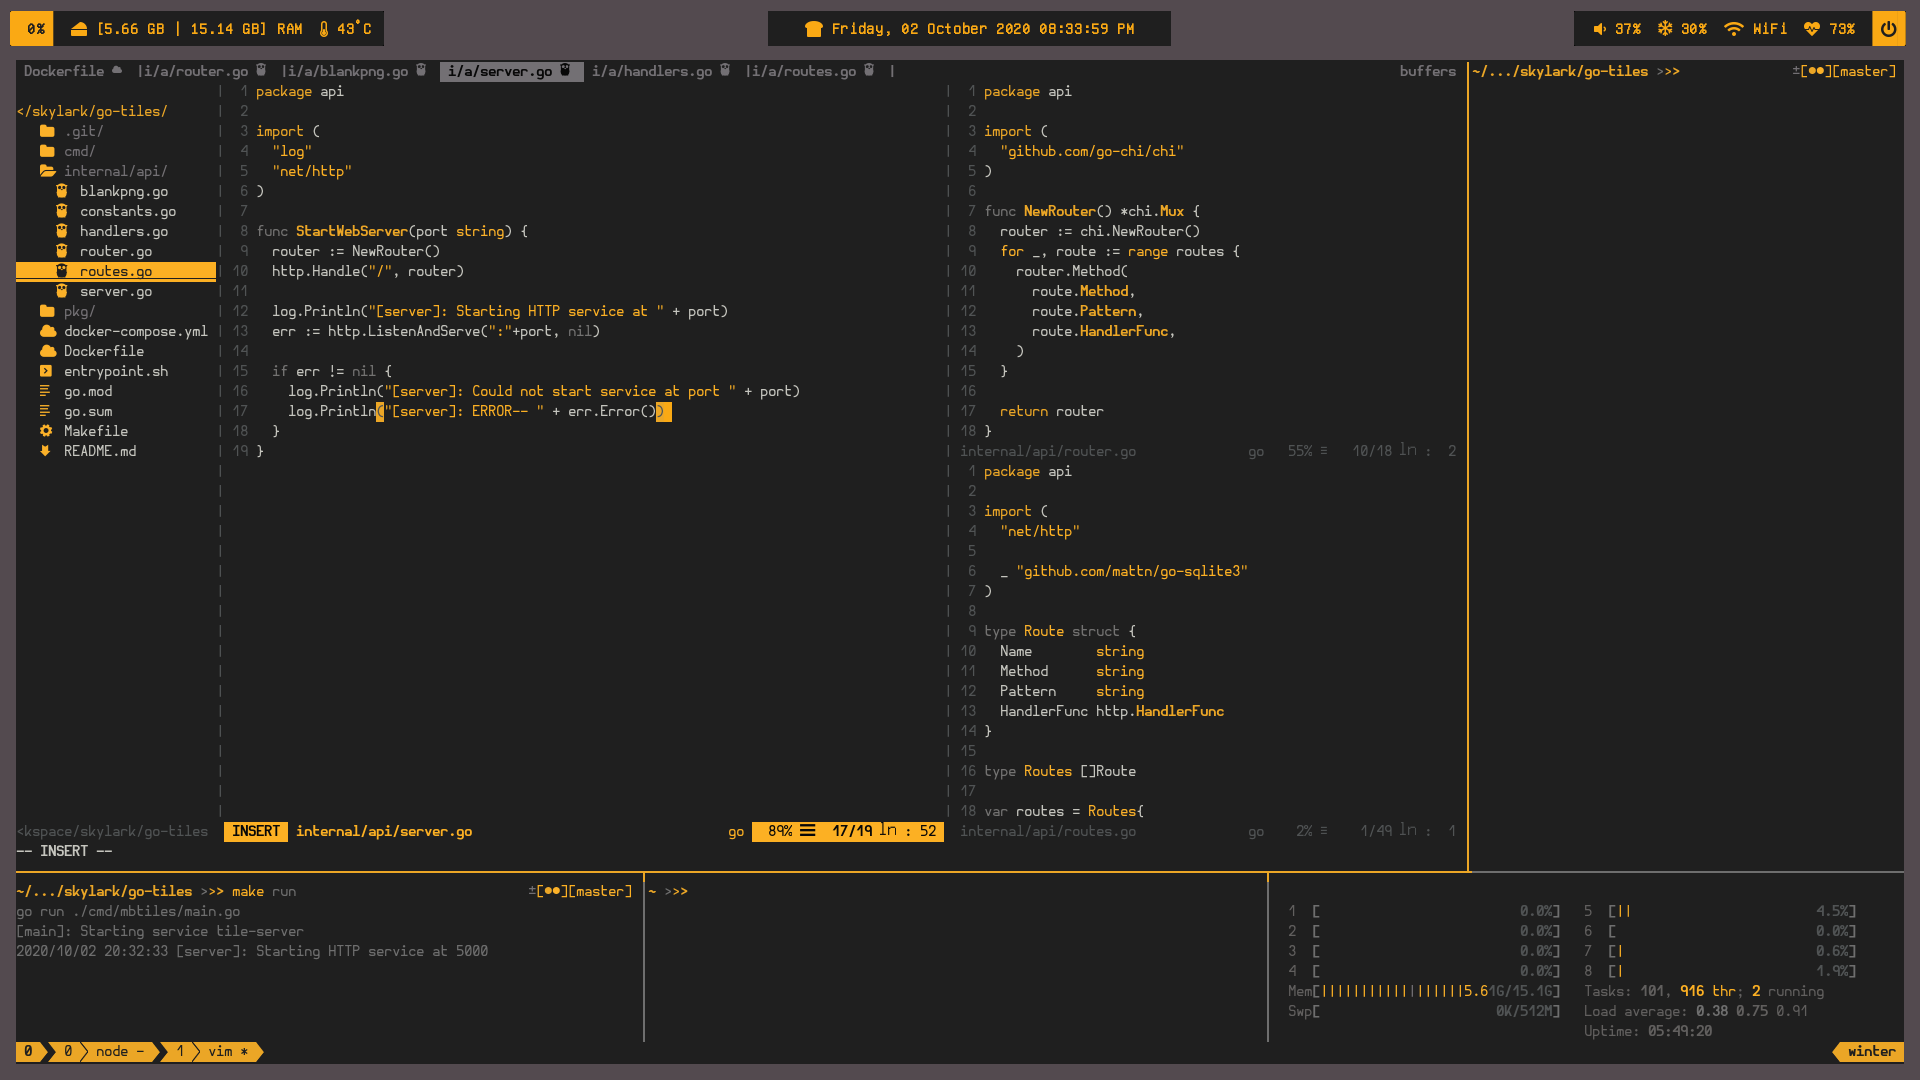 0% [5.66 GB | 15.14 GB] RAM 43°C
Friday, 02 October 2020 08:33:59 PM
37% 30% WiFi 73%
Dockerfile |i/a/router.go |i/a/blankpng.go i/a/server.go i/a/handlers.go |i/a/routes.go | buffers
</skylark/go-tiles/
.git/
cmd/
internal/api/
blankpng.go
constants.go
handlers.go
router.go
routes.go
server.go
pkg/
docker-compose.yml
Dockerfile
entrypoint.sh
go.mod
go.sum
Makefile
README.md
<kspace/skylark/go-tiles
1 package api
2
3 import (
4 "log"
5 "net/http"
6 )
7
8 func StartWebServer(port string) {
9 router := NewRouter()
10 http.Handle("/", router)
11
12 log.Println("[server]: Starting HTTP service at " + port)
13 err := http.ListenAndServe(":"+port, nil)
14
15 if err != nil {
16 log.Println("[server]: Could not start service at port " + port)
17 log.Println("[server]: ERROR-- " + err.Error())
18 }
19 }
INSERT internal/api/server.go go 89% ☰ 17/19 ln : 52
-- INSERT --
1 package api
2
3 import (
4 "github.com/go-chi/chi"
5 )
6
7 func NewRouter() *chi.Mux {
8 router := chi.NewRouter()
9 for _, route := range routes {
10 router.Method(
11 route.Method,
12 route.Pattern,
13 route.HandlerFunc,
14 )
15 }
16
17 return router
18 }
internal/api/router.go go 55% ≡ 10/18 ln : 2
1 package api
2
3 import (
4 "net/http"
5
6 _ "github.com/mattn/go-sqlite3"
7 )
8
9 type Route struct {
10 Name string
11 Method string
12 Pattern string
13 HandlerFunc http.HandlerFunc
14 }
15
16 type Routes []Route
17
18 var routes = Routes{
internal/api/routes.go go 2% ≡ 1/49 ln : 1
~/.../skylark/go-tiles >>> ±[●●][master]
~/.../skylark/go-tiles >>> make run ±[●●][master]
go run ./cmd/mbtiles/main.go
[main]: Starting service tile-server
2020/10/02 20:32:33 [server]: Starting HTTP service at 5000
~ >>>
1 [ 0.0%] 5 [|| 4.5%]
2 [ 0.0%] 6 [ 0.0%]
3 [ 0.0%] 7 [| 0.6%]
4 [ 0.0%] 8 [| 1.9%]
Mem[||||||||||||||||||5.61G/15.1G] Tasks: 101, 916 thr; 2 running
Swp[ 0K/512M] Load average: 0.38 0.75 0.91
Uptime: 05:49:20
0 0 node - 1 vim * winter